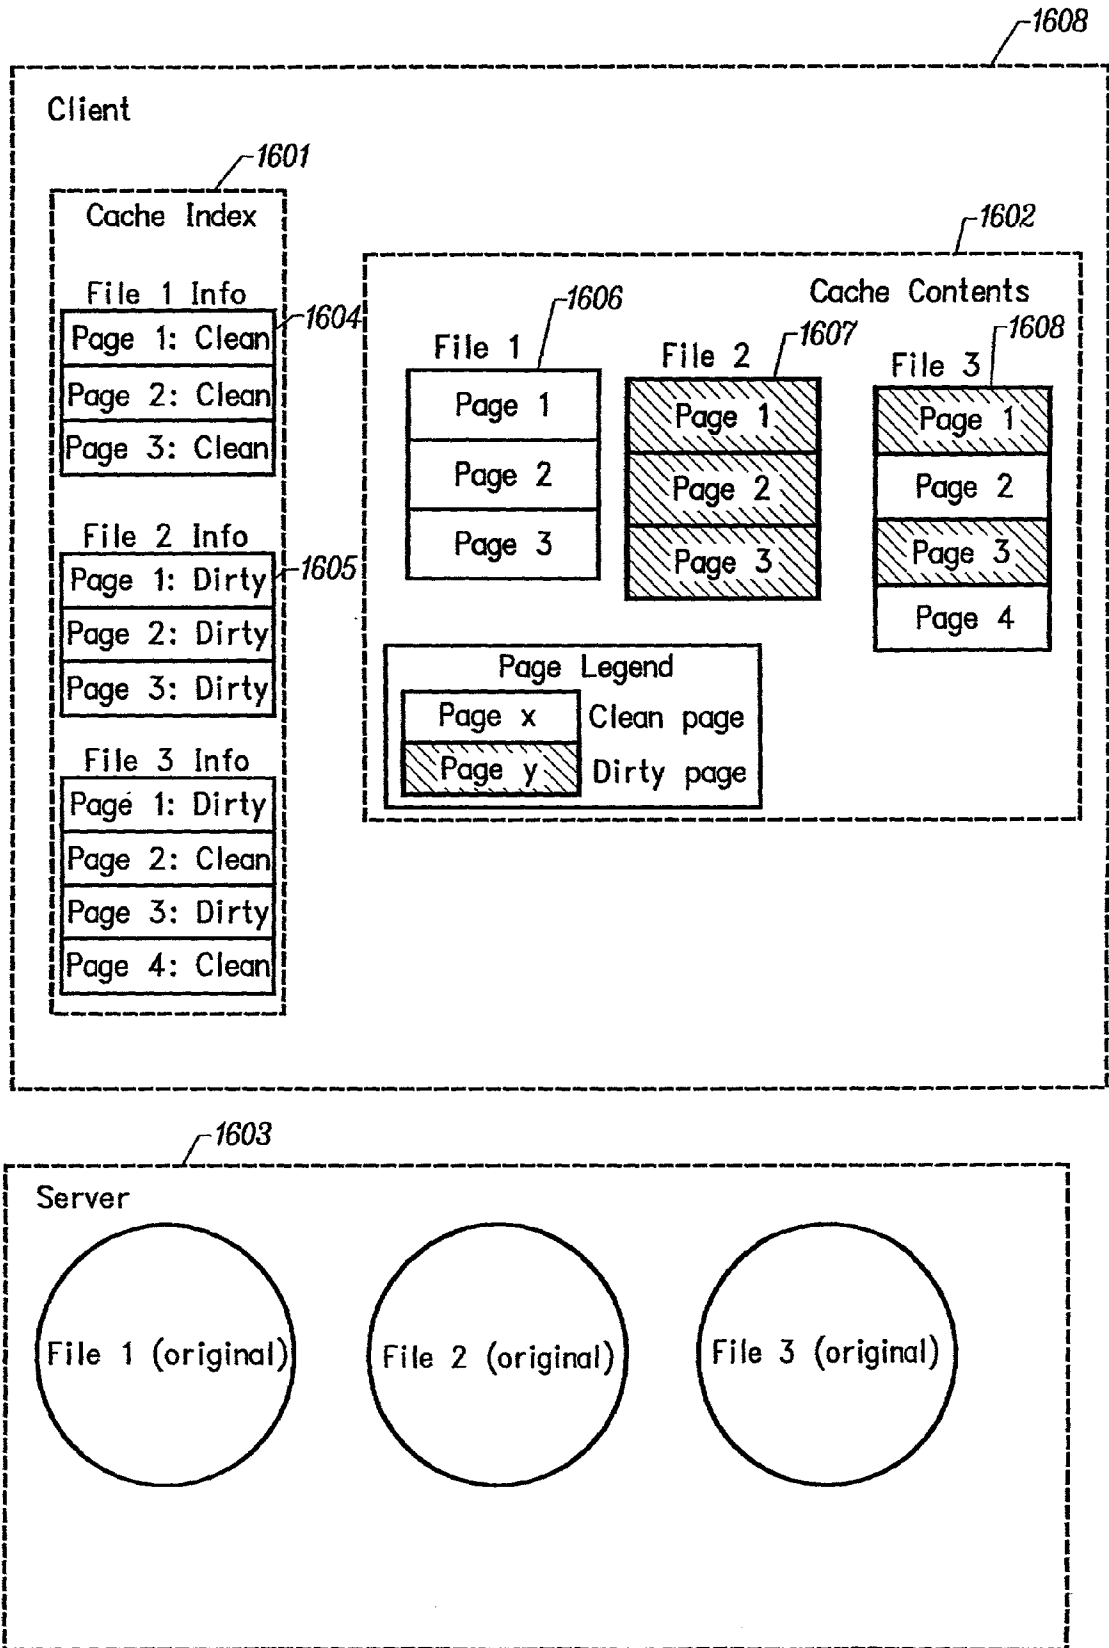 1608
Client
1601
Cache Index
File 1 Info
Page 1: Clean
1604
Page 2: Clean
Page 3: Clean
File 2 Info
Page 1: Dirty
1605
Page 2: Dirty
Page 3: Dirty
File 3 Info
Page 1: Dirty
Page 2: Clean
Page 3: Dirty
Page 4: Clean
1602
Cache Contents
1606
File 1
Page 1
Page 2
Page 3
1607
File 2
Page 1
Page 2
Page 3
1608
File 3
Page 1
Page 2
Page 3
Page 4
Page Legend
Page x Clean page
Page y Dirty page
1603
Server
File 1 (original)
File 2 (original)
File 3 (original)